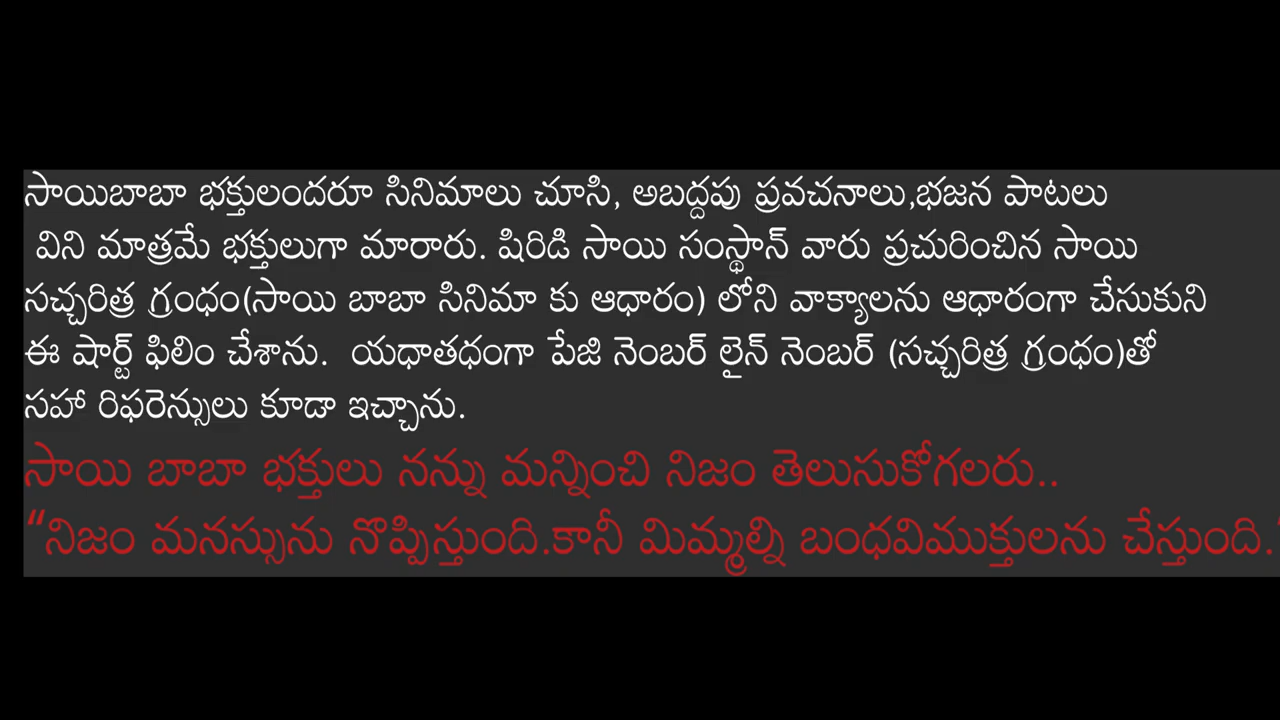 సాయిబాబా భక్తులందరూ సినిమాలు చూసి, అబద్దపు ప్రవచనాలు,భజన పాటలు
విని మాత్రమే భక్తులుగా మారారు. షిరిడి సాయి సంస్థాన్ వారు ప్రచురించిన సాయి
సచ్చరిత్ర గ్రంధం(సాయి బాబా సినిమా కు ఆధారం) లోని వాక్యాలను ఆధారంగా చేసుకుని
ఈ షార్ట్ ఫిలిం చేశాను. యధాతధంగా పేజి నెంబర్ లైన్ నెంబర్ (సచ్చరిత్ర గ్రంధం)తో
సహా రిఫరెన్సులు కూడా ఇచ్చాను.
సాయి బాబా భక్తులు నన్ను మన్నించి నిజం తెలుసుకోగలరు..
“నిజం మనస్సును నొప్పిస్తుంది.కానీ మిమ్మల్ని బంధవిముక్తులను చేస్తుంది.”